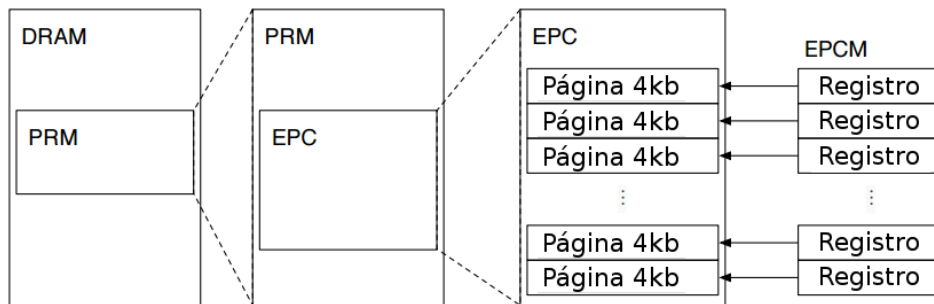 DRAM
PRM
PRM
EPC
EPC
Página 4kb
Página 4kb
Página 4kb
Página 4kb
Página 4kb
EPCM
Registro
Registro
Registro
Registro
Registro